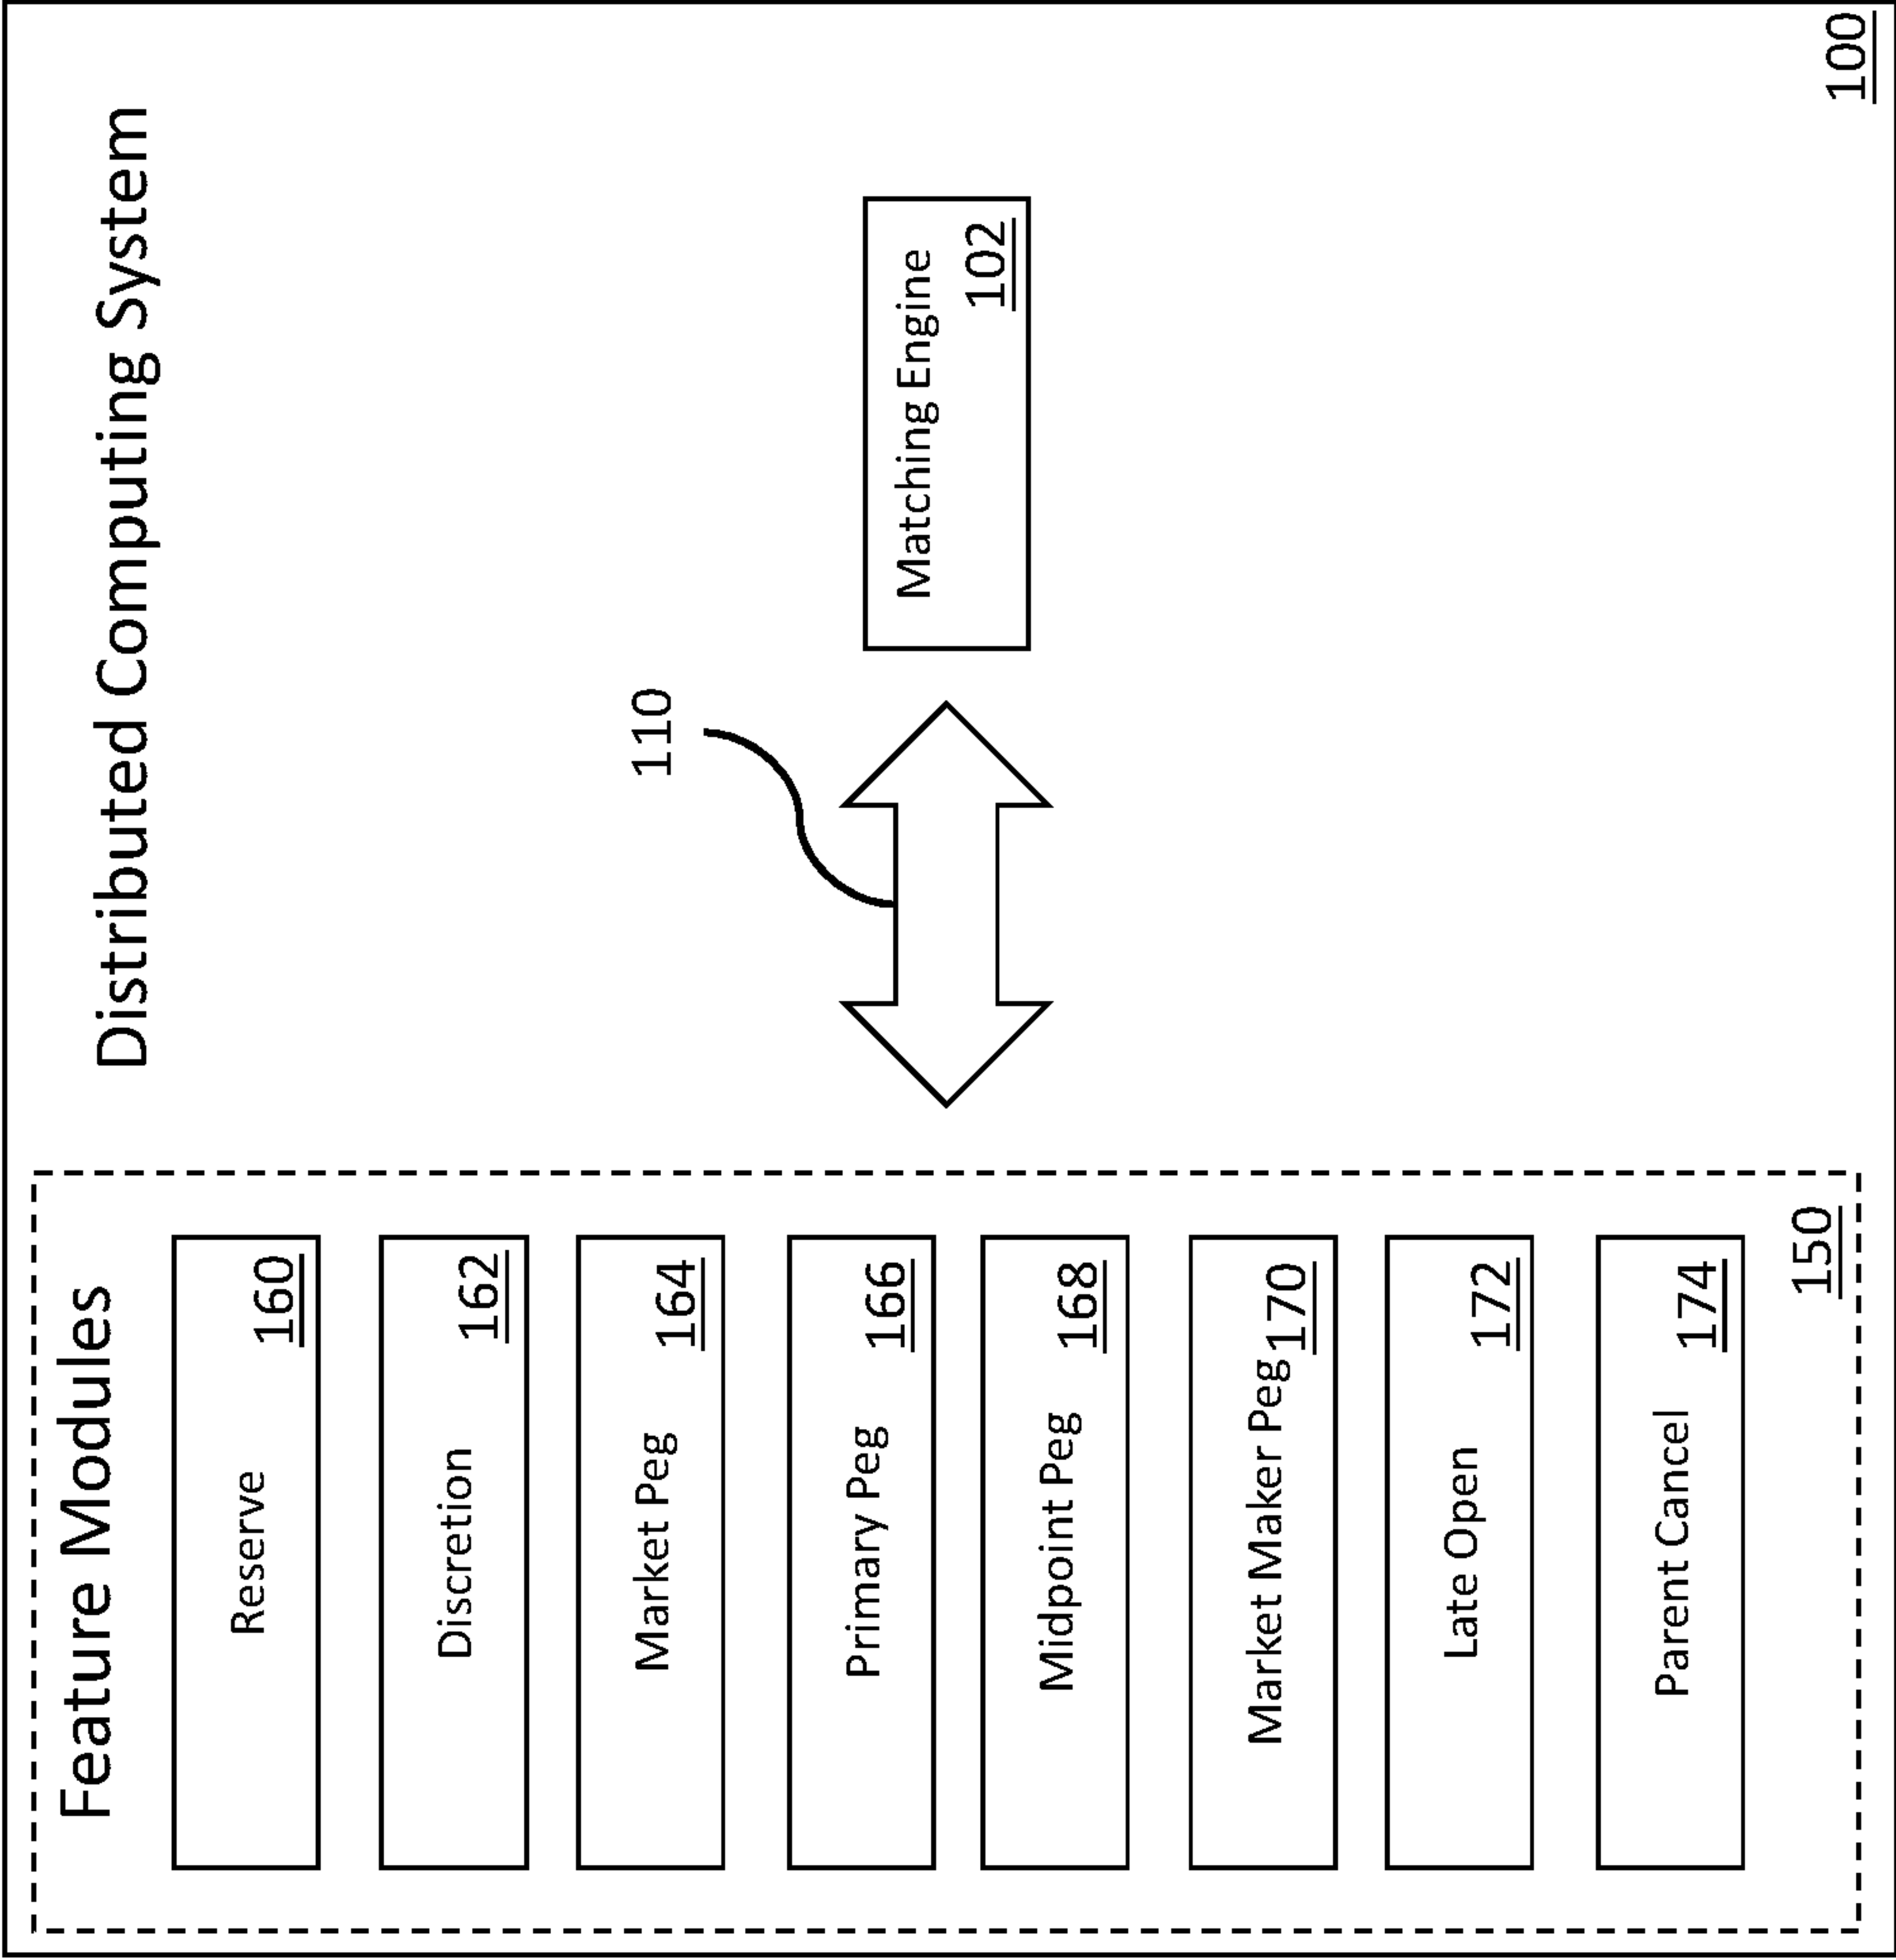 Distributed Computing System
Feature Modules
Reserve
160
Discretion
162
Market Peg
164
Primary Peg
166
Midpoint Peg
168
Market Maker Peg
170
Late Open
172
Parent Cancel
174
150
110
Matching Engine
102
100